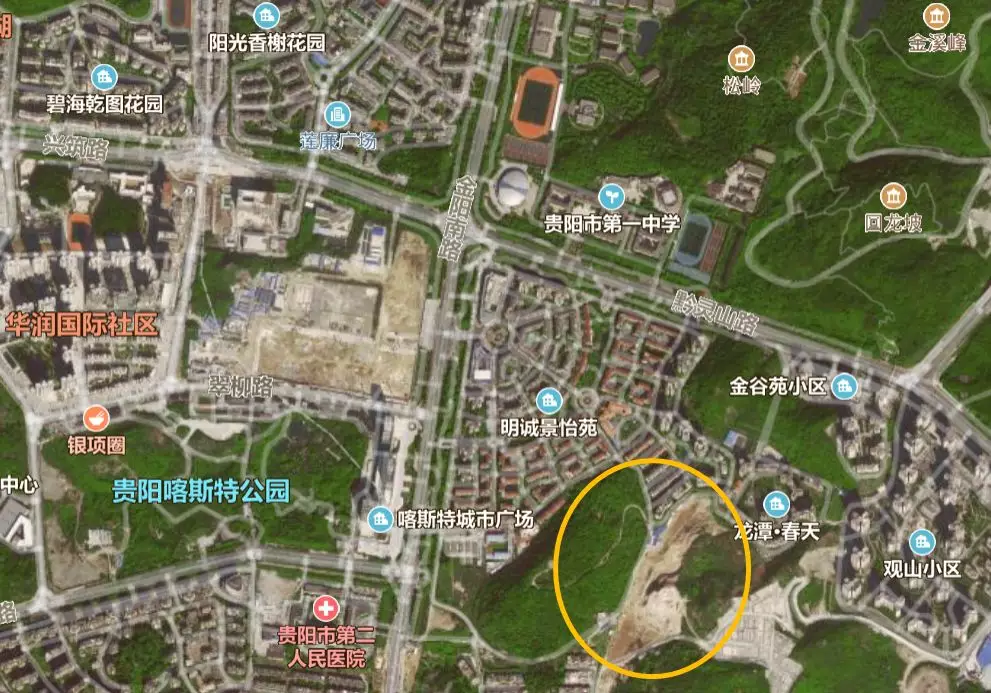 湖
阳光香榭花园
金溪峰
松岭
碧海乾图花园
莲廉广场
兴筑路
金阳南路
贵阳市第一中学
回龙坡
黔灵山路
华润国际社区
翠柳路
金谷苑小区
明诚景怡苑
银项圈
中心
贵阳喀斯特公园
喀斯特城市广场
龙潭·春天
观山小区
路
贵阳市第二
人民医院